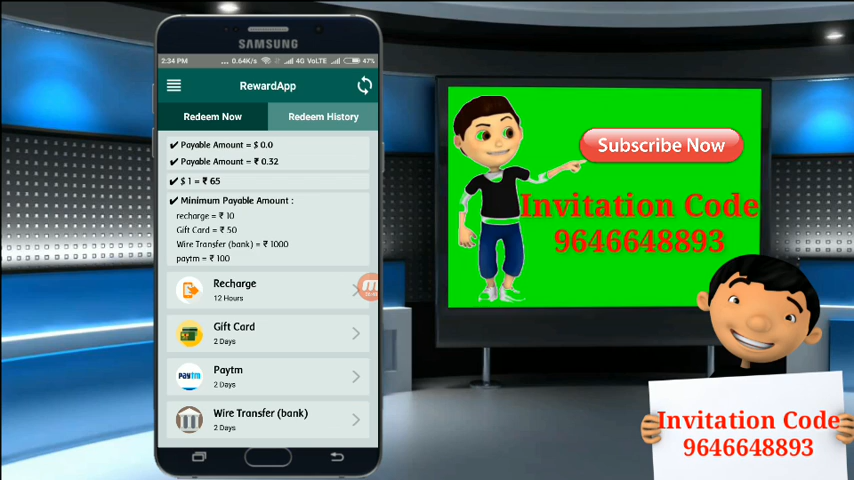 SAMSUNG
2:34 PM
... 0.64K/s
4G VoLTE
47%
RewardApp
Redeem Now
Redeem History
✔ Payable Amount = $ 0.0
✔ Payable Amount = ₹ 0.32
✔ $ 1 = ₹ 65
✔ Minimum Payable Amount :
recharge = ₹ 10
Gift Card = ₹ 50
Wire Transfer (bank) = ₹ 1000
paytm = ₹ 100
Recharge
12 Hours
Gift Card
2 Days
Paytm
Paytm
2 Days
Wire Transfer (bank)
2 Days
Subscribe Now
Invitation Code
9646648893
Invitation Code
9646648893